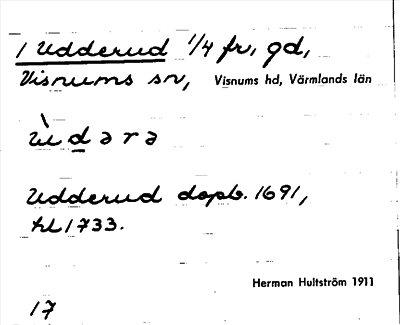 1 Udderud 1/4 fr, gd,
Visnums sn, Visnums hd, Värmlands län
ùdərə
Udderud dopb. 1691,
hl 1733.
Herman Hultström 1911
17